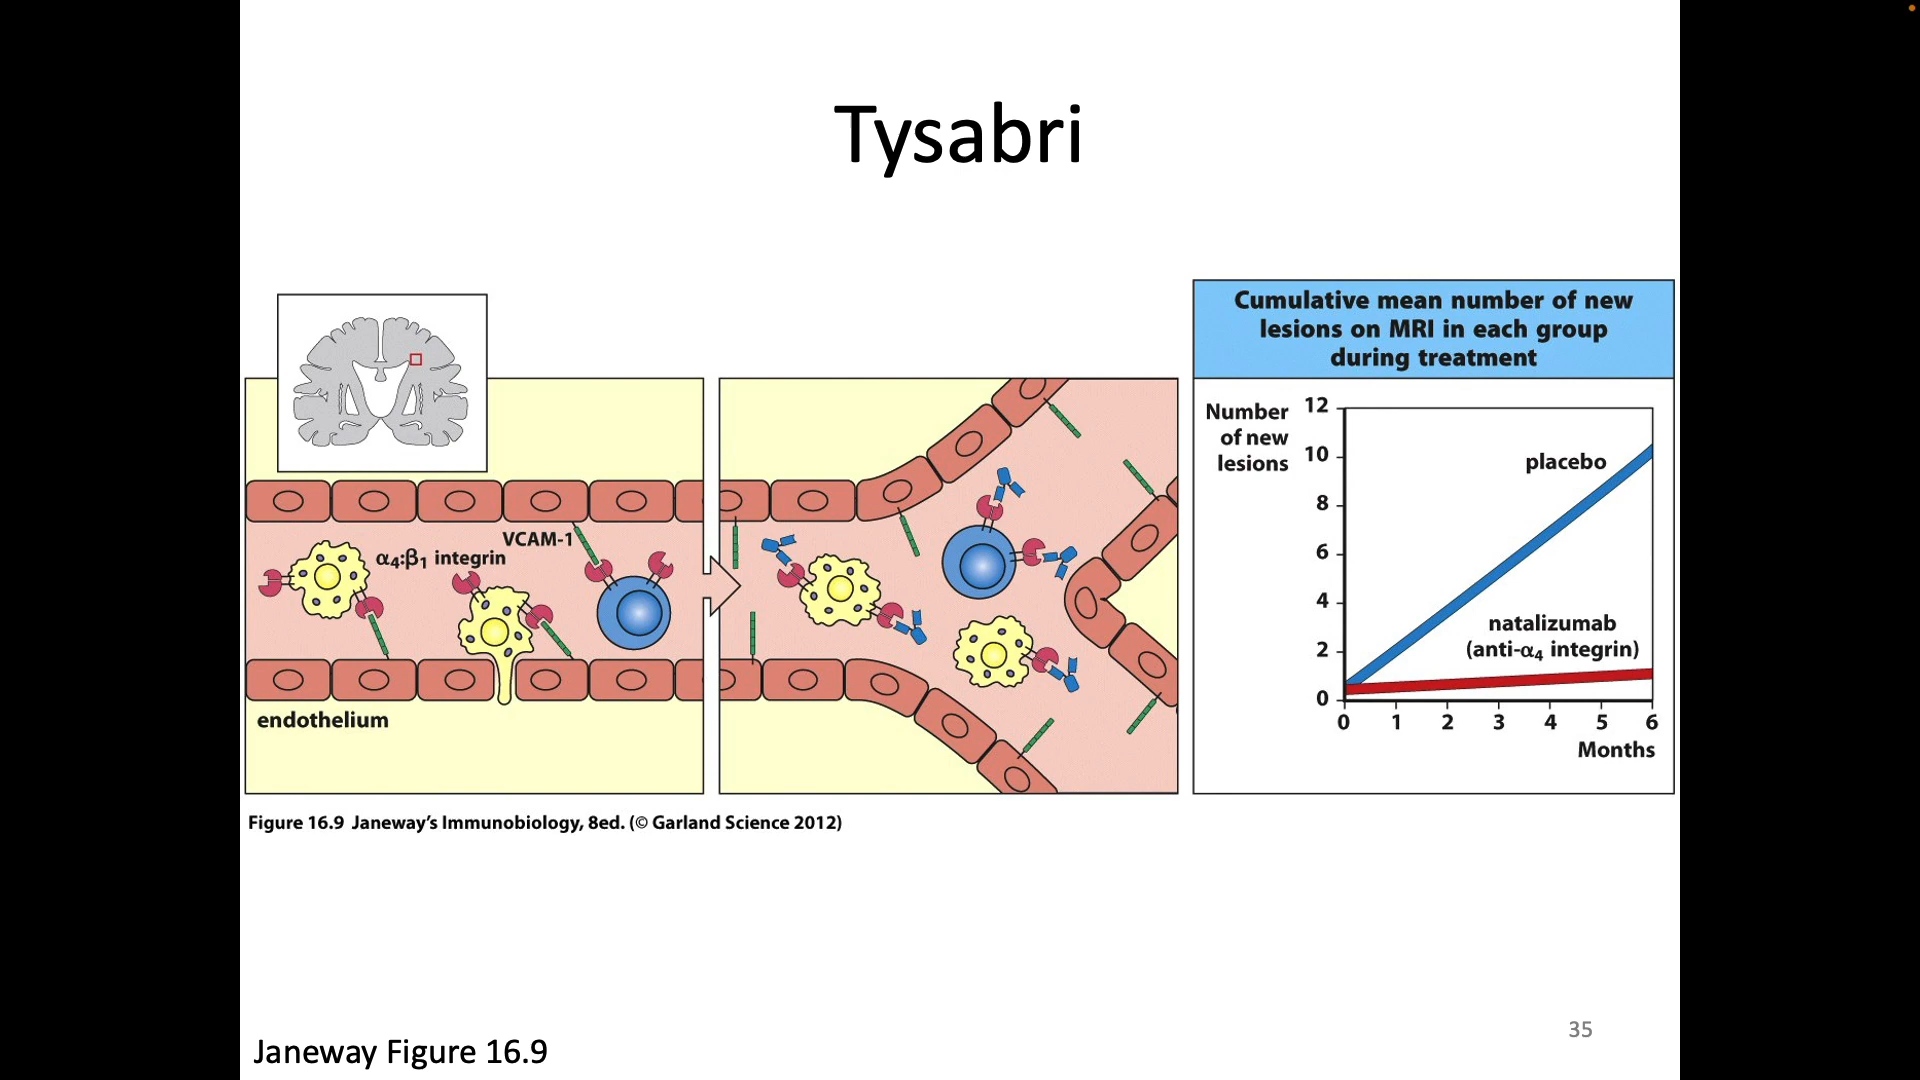 Tysabri
VCAM-1
α4:β1 integrin
endothelium
Cumulative mean number of new
lesions on MRI in each group
during treatment
Number
of new
lesions
12
10
8
6
4
2
0
placebo
natalizumab
(anti-α4 integrin)
0 1 2 3 4 5 6
Months
Figure 16.9 Janeway’s Immunobiology, 8ed. (© Garland Science 2012)
35
Janeway Figure 16.9